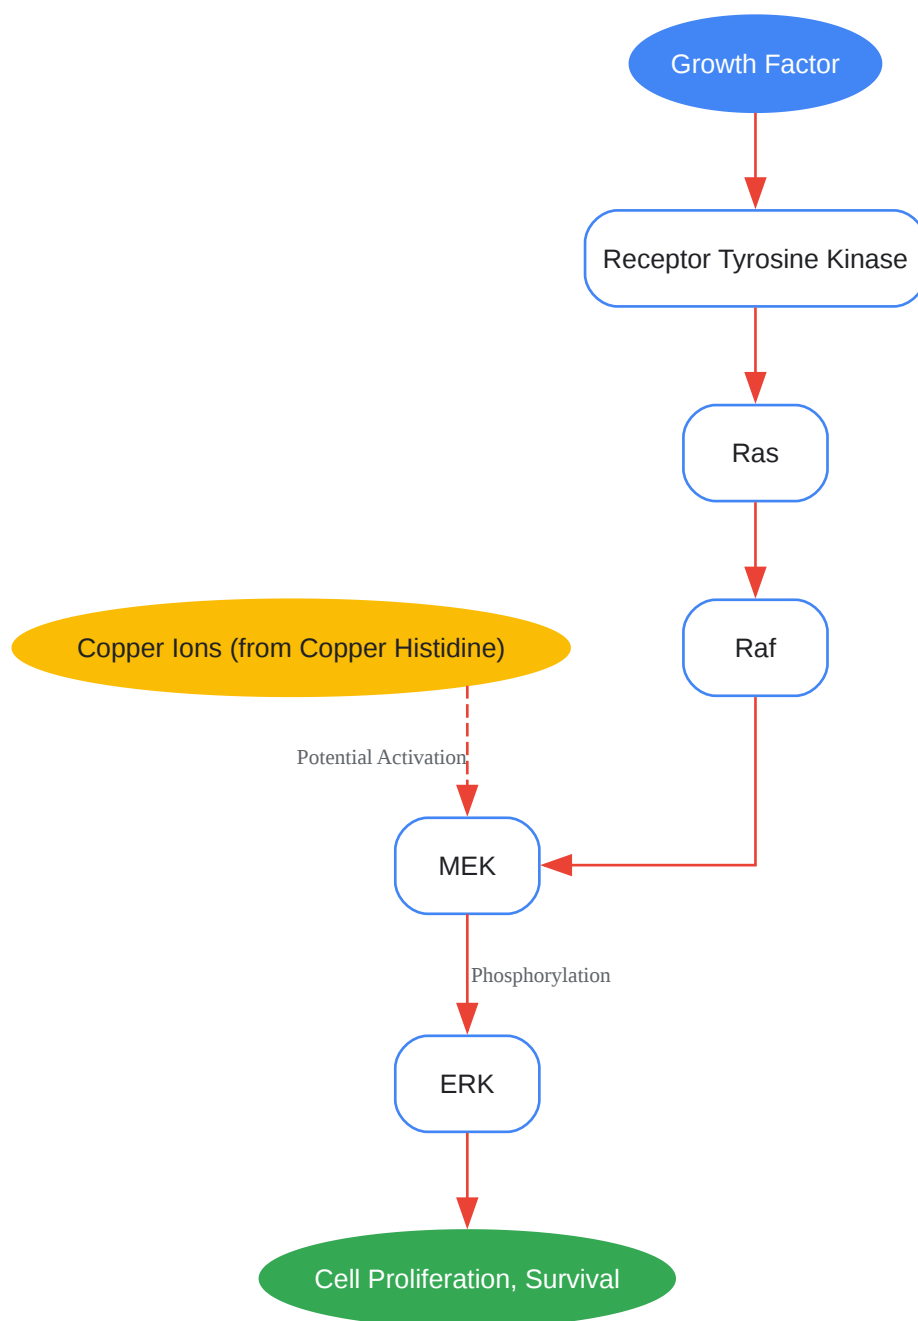 Growth Factor
Receptor Tyrosine Kinase
Ras
Raf
Copper Ions (from Copper Histidine)
Potential Activation
MEK
Phosphorylation
ERK
Cell Proliferation, Survival